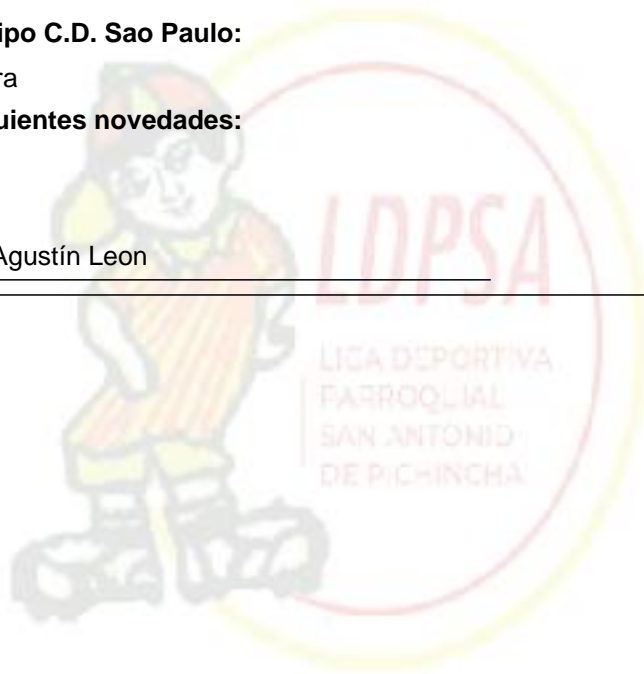 ipo C.D. Sao Paulo:
ra
uientes novedades:
Agustín Leon
LDPSA
LIGA DEPORTIVA
PARROQUIAL
SAN ANTONIO
DE PICHINCHA